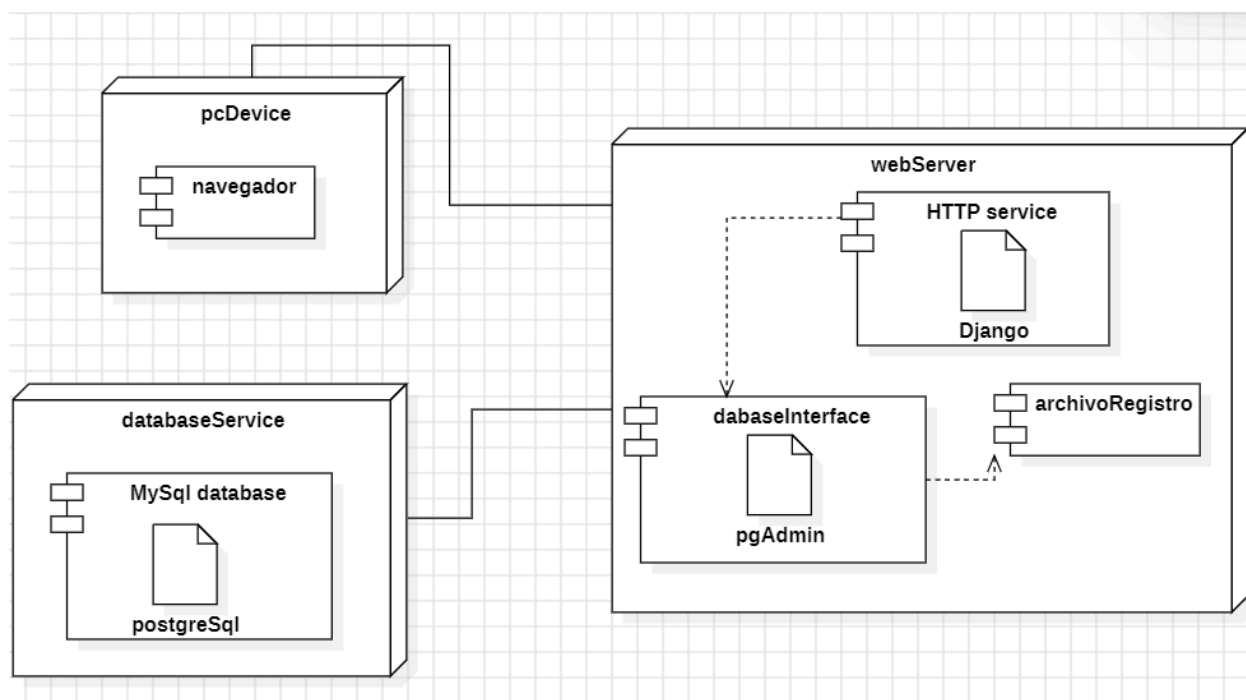 pcDevice
navegador
webServer
HTTP service
Django
dabaseInterface
pgAdmin
archivoRegistro
databaseService
MySql database
postgreSql